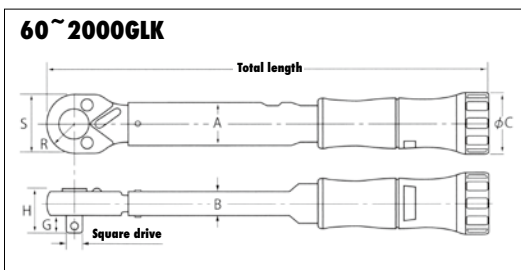 60~2000GLK
Total length
S
R
A
φC
H
G
B
Square drive